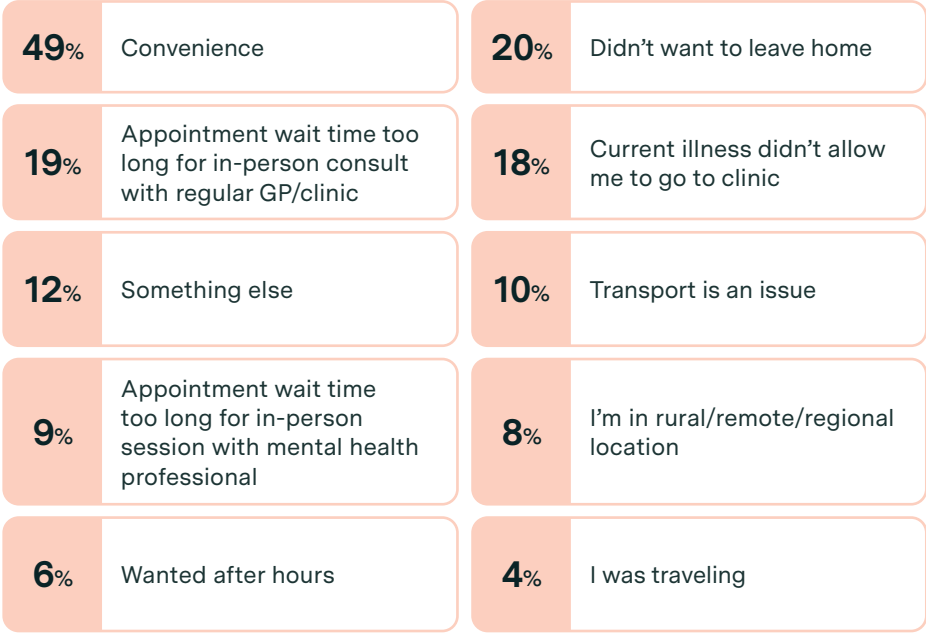 49% Convenience
20% Didn’t want to leave home
19% Appointment wait time too
long for in-person consult
with regular GP/clinic
18% Current illness didn’t allow
me to go to clinic
12% Something else
10% Transport is an issue
9% Appointment wait time
too long for in-person
session with mental health
professional
8% I’m in rural/remote/regional
location
6% Wanted after hours
4% I was traveling